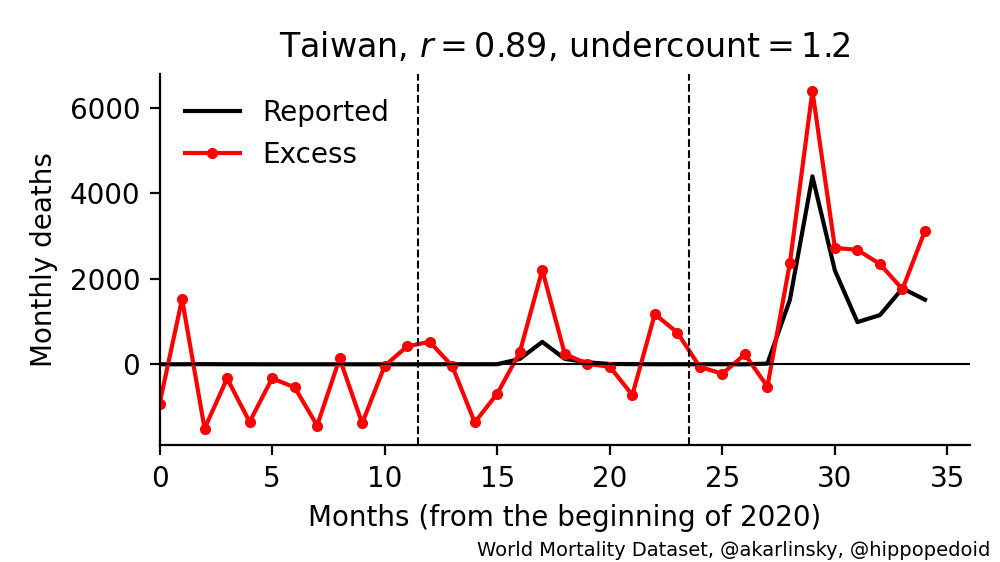 Taiwan, r = 0.89, undercount = 1.2
6000
4000
2000
0
Monthly deaths
Reported
Excess
0 5 10 15 20 25 30 35
Months (from the beginning of 2020)
World Mortality Dataset, @akarlinsky, @hippopedoid